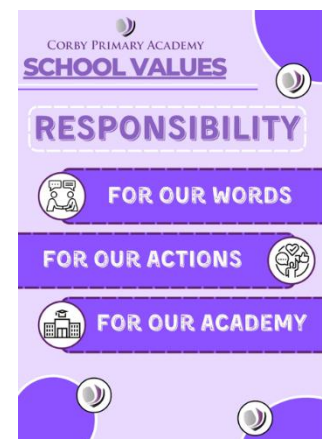 CORBY PRIMARY ACADEMY
SCHOOL VALUES
RESPONSIBILITY
FOR OUR WORDS
FOR OUR ACTIONS
FOR OUR ACADEMY